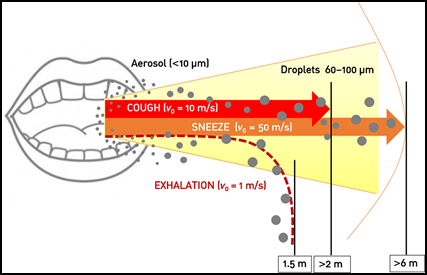 Aerosol (<10 µm)
Droplets 60–100 µm
COUGH (v₀ = 10 m/s)
SNEEZE (v₀ = 50 m/s)
EXHALATION (v₀ = 1 m/s)
1.5 m
>2 m
>6 m